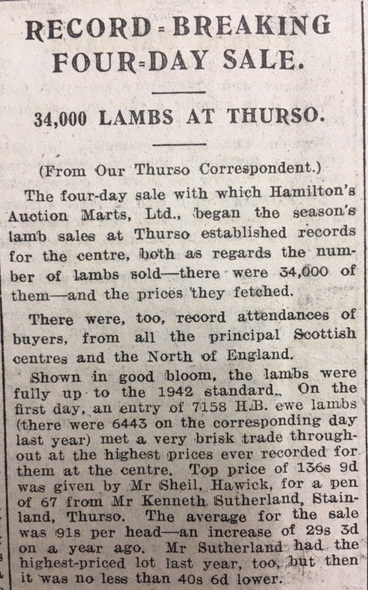 RECORD-BREAKING
FOUR-DAY SALE.
34,000 LAMBS AT THURSO.
(From Our Thurso Correspondent.)
The four-day sale with which Hamilton's
Auction Marts, Ltd., began the season's
lamb sales at Thurso established records
for the centre, both as regards the num-
ber of lambs sold—there were 34,000 of
them—and the prices they fetched.
There were, too, record attendances of
buyers, from all the principal Scottish
centres and the North of England.
Shown in good bloom, the lambs were
fully up to the 1942 standard. On the
first day, an entry of 7158 H.B. ewe lambs
(there were 6443 on the corresponding day
last year) met a very brisk trade through-
out at the highest prices ever recorded for
them at the centre. Top price of 136s 9d
was given by Mr Sheil, Hawick, for a pen
of 67 from Mr Kenneth Sutherland, Stain-
land, Thurso. The average for the sale
was 91s per head—an increase of 29s 3d
on a year ago. Mr Sutherland had the
highest-priced lot last year, too, but then
it was no less than 40s 6d lower.